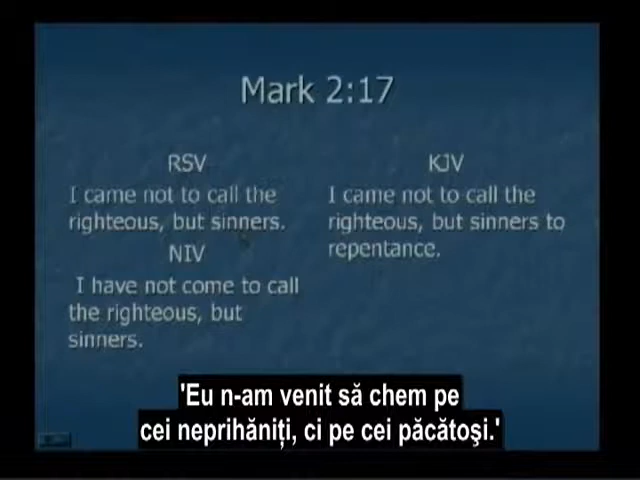 Mark 2:17
RSV
I came not to call the
righteous, but sinners.
NIV
I have not come to call
the righteous, but
sinners.
KJV
I came not to call the
righteous, but sinners to
repentance.
'Eu n-am venit să chem pe
cei neprihăniţi, ci pe cei păcătoşi.'